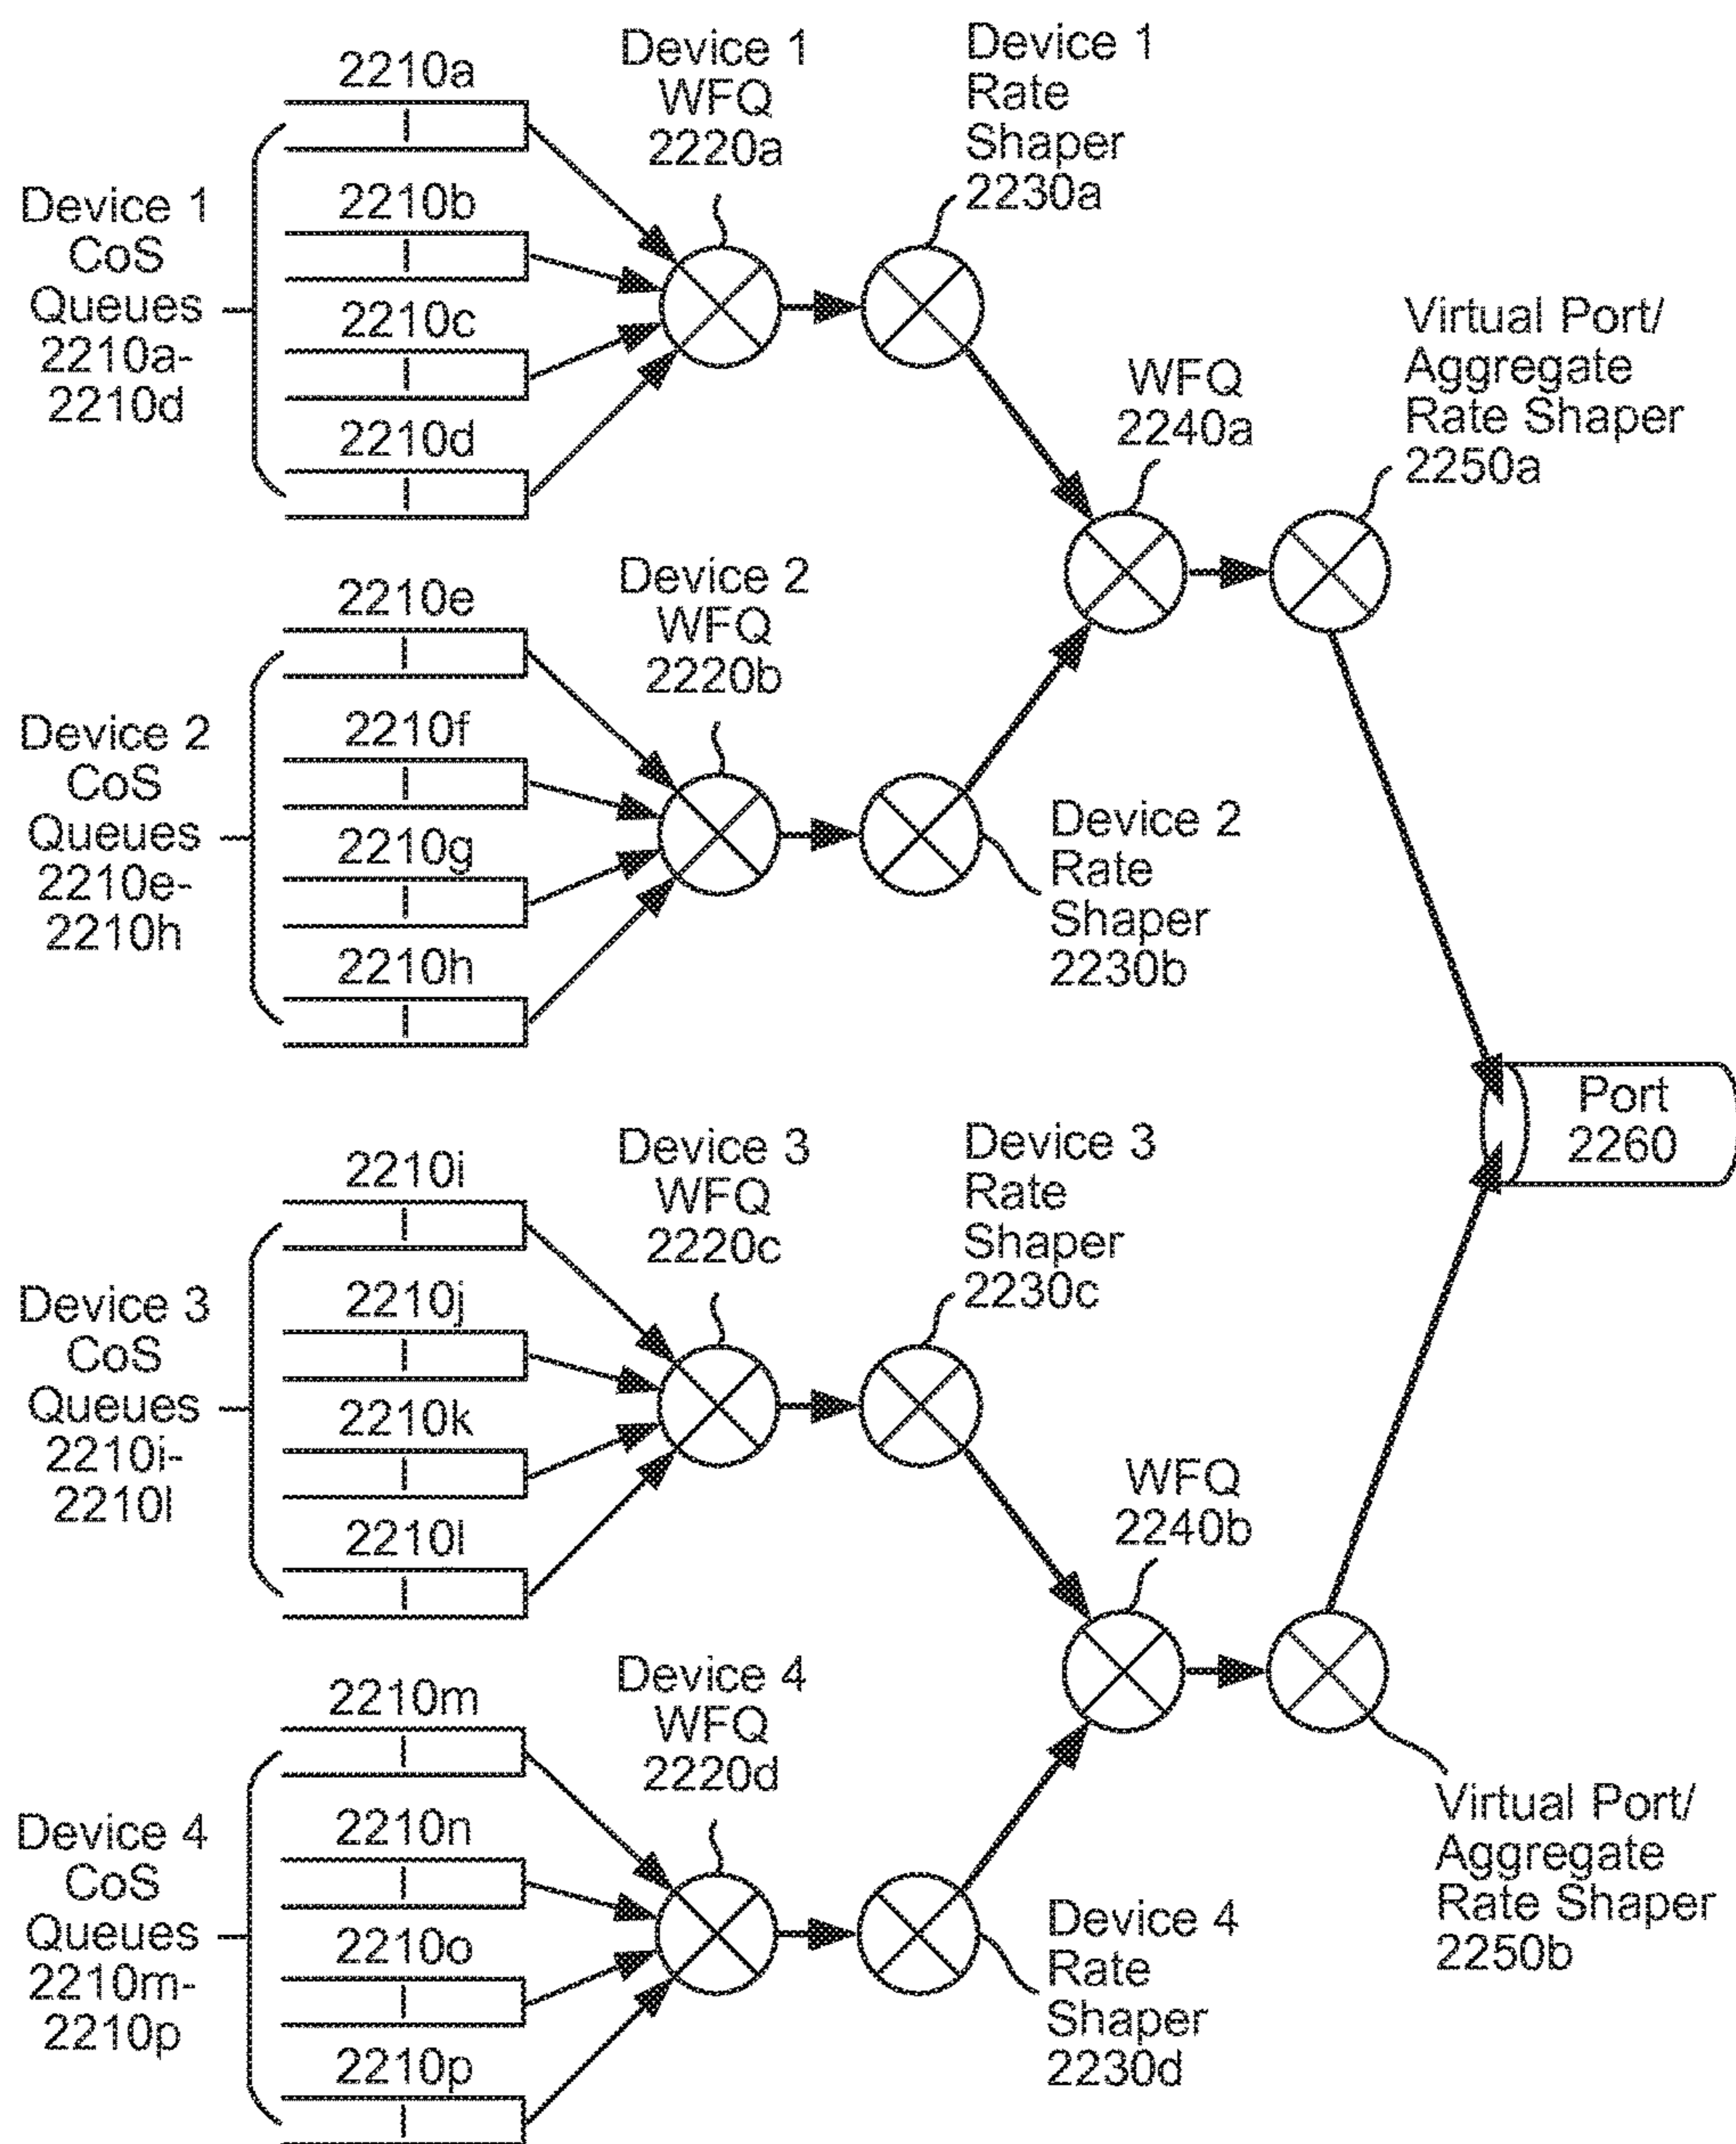 2210a
Device 1
WFQ
2220a
Device 1
Rate
Shaper
2230a
Device 1
CoS
Queues
2210a-
2210d
2210b
2210c
2210d
WFQ
2240a
Virtual Port/
Aggregate
Rate Shaper
2250a
2210e
Device 2
WFQ
2220b
Device 2
CoS
Queues
2210e-
2210h
2210f
2210g
2210h
Device 2
Rate
Shaper
2230b
Port
2260
2210i
Device 3
WFQ
2220c
Device 3
Rate
Shaper
2230c
Device 3
CoS
Queues
2210i-
2210l
2210j
2210k
2210l
WFQ
2240b
2210m
Device 4
WFQ
2220d
Device 4
CoS
Queues
2210m-
2210p
2210n
2210o
2210p
Device 4
Rate
Shaper
2230d
Virtual Port/
Aggregate
Rate Shaper
2250b